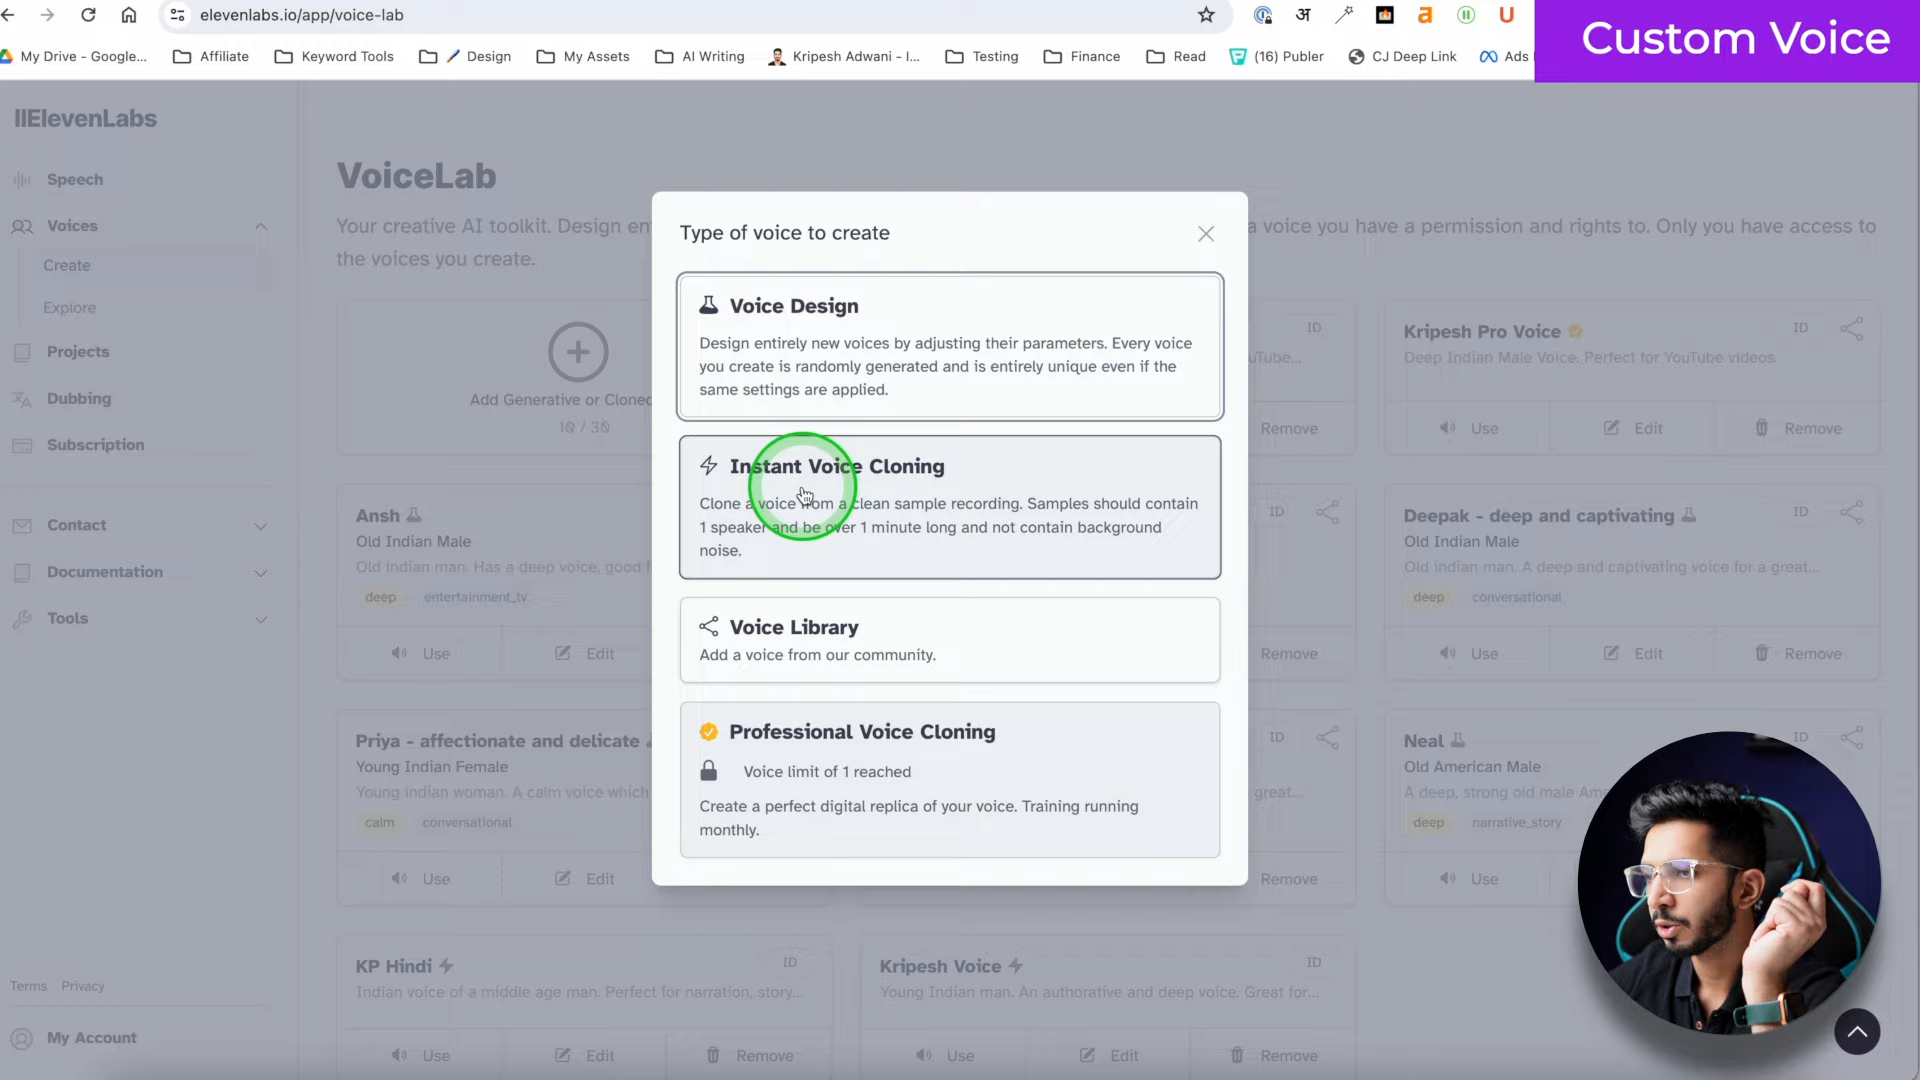 elevenlabs.io/app/voice-lab
Custom Voice
My Drive - Google...
Affiliate
Keyword Tools
Design
My Assets
AI Writing
Kripesh Adwani - I...
Testing
Finance
Read
(16) Publer
CJ Deep Link
Ads
IIElevenLabs
Speech
Voices
Create
Explore
Projects
Dubbing
Subscription
Contact
Documentation
Tools
Terms Privacy
My Account
VoiceLab
Your creative AI toolkit. Design en
a voice you have a permission and rights to. Only you have access to
the voices you create.
Add Generative or Cloned
10 / 30
ID
uTube...
Remove
Kripesh Pro Voice
ID
Deep Indian Male Voice. Perfect for YouTube videos
Use Edit Remove
Ansh
Old Indian Male
Old indian man. Has a deep voice, good f
deep entertainment_tv
Use Edit
ID
Remove
Deepak - deep and captivating
ID
Old Indian Male
Old indian man. A deep and captivating voice for a great...
deep conversational
Use Edit Remove
Priya - affectionate and delicate
Young Indian Female
Young indian woman. A calm voice which
calm conversational
Use Edit
ID
great...
Remove
Neal
ID
Old American Male
A deep, strong old male Ame
deep narrative_story
Use
KP Hindi
ID
Indian voice of a middle age man. Perfect for narration, story...
Use Edit Remove
Kripesh Voice
ID
Young Indian man. An authorative and deep voice. Great for...
Use Edit Remove
Type of voice to create
Voice Design
Design entirely new voices by adjusting their parameters. Every voice
you create is randomly generated and is entirely unique even if the
same settings are applied.
Instant Voice Cloning
Clone a voice from a clean sample recording. Samples should contain
1 speaker and be over 1 minute long and not contain background
noise.
Voice Library
Add a voice from our community.
Professional Voice Cloning
Voice limit of 1 reached
Create a perfect digital replica of your voice. Training running
monthly.